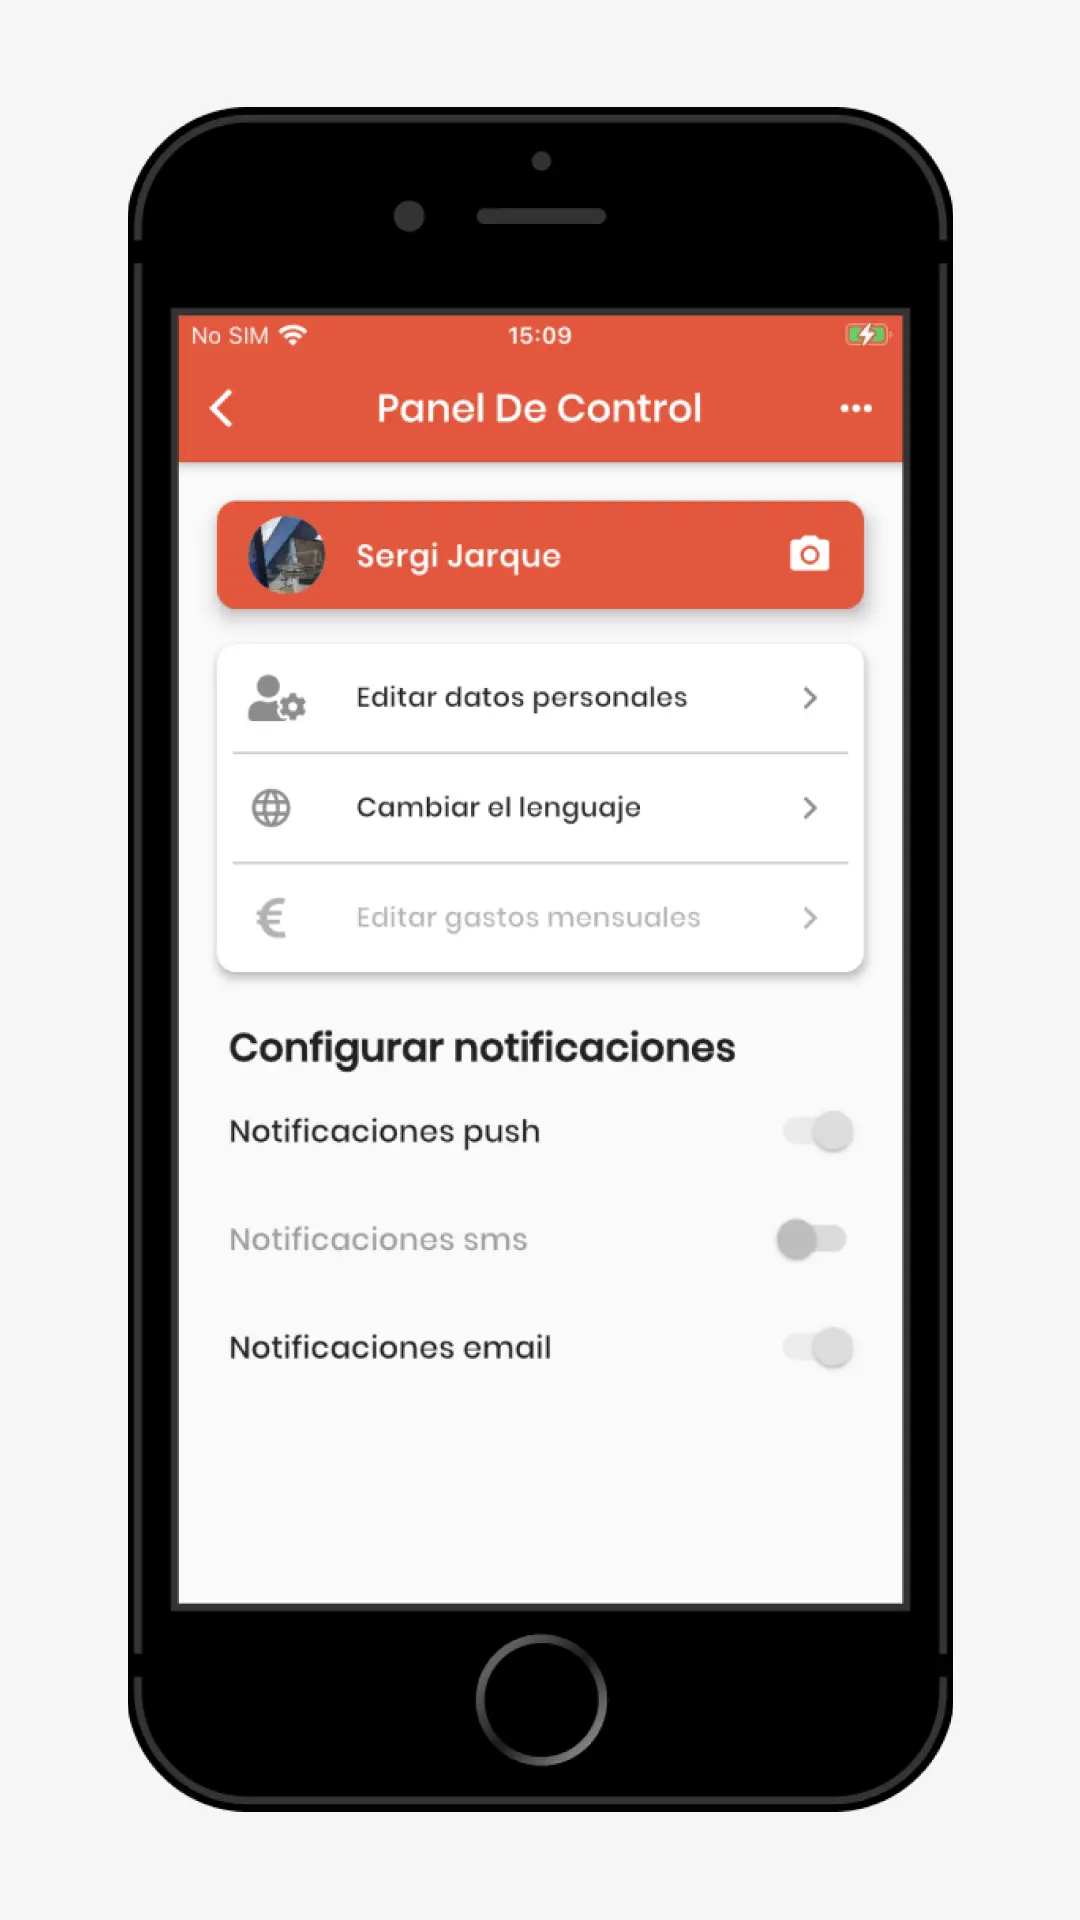 No SIM
15:09
Panel De Control
Sergi Jarque
Editar datos personales
Cambiar el lenguaje
Editar gastos mensuales
Configurar notificaciones
Notificaciones push
Notificaciones sms
Notificaciones email